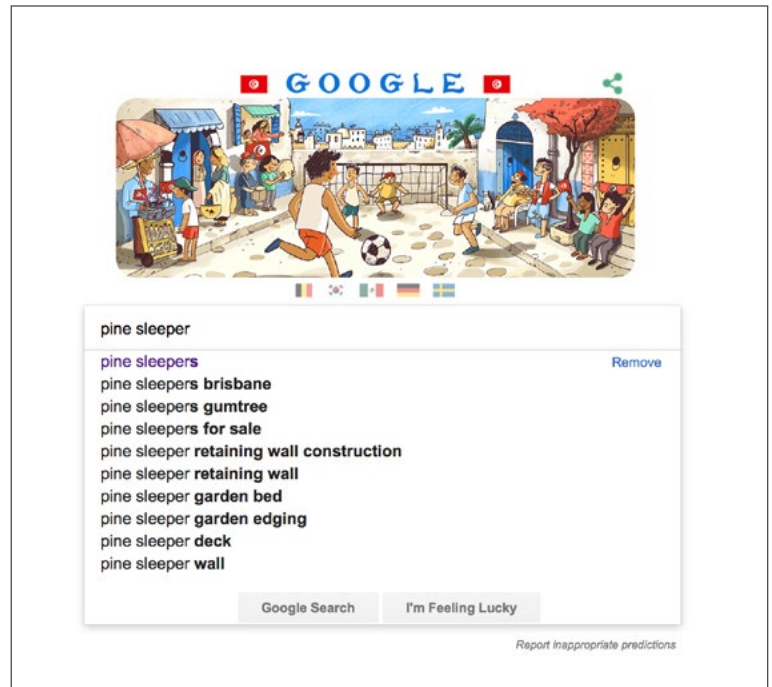 GOOGLE
pine sleeper
pine sleepers
Remove
pine sleepers brisbane
pine sleepers gumtree
pine sleepers for sale
pine sleeper retaining wall construction
pine sleeper retaining wall
pine sleeper garden bed
pine sleeper garden edging
pine sleeper deck
pine sleeper wall
Google Search
I'm Feeling Lucky
Report inappropriate predictions